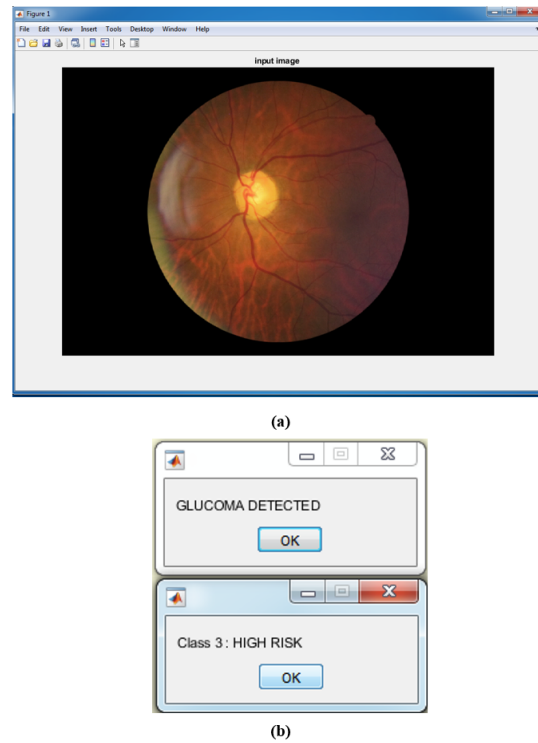 Figure 1
File Edit View Insert Tools Desktop Window Help
input image
(a)
GLUCOMA DETECTED
OK
Class 3 : HIGH RISK
OK
(b)